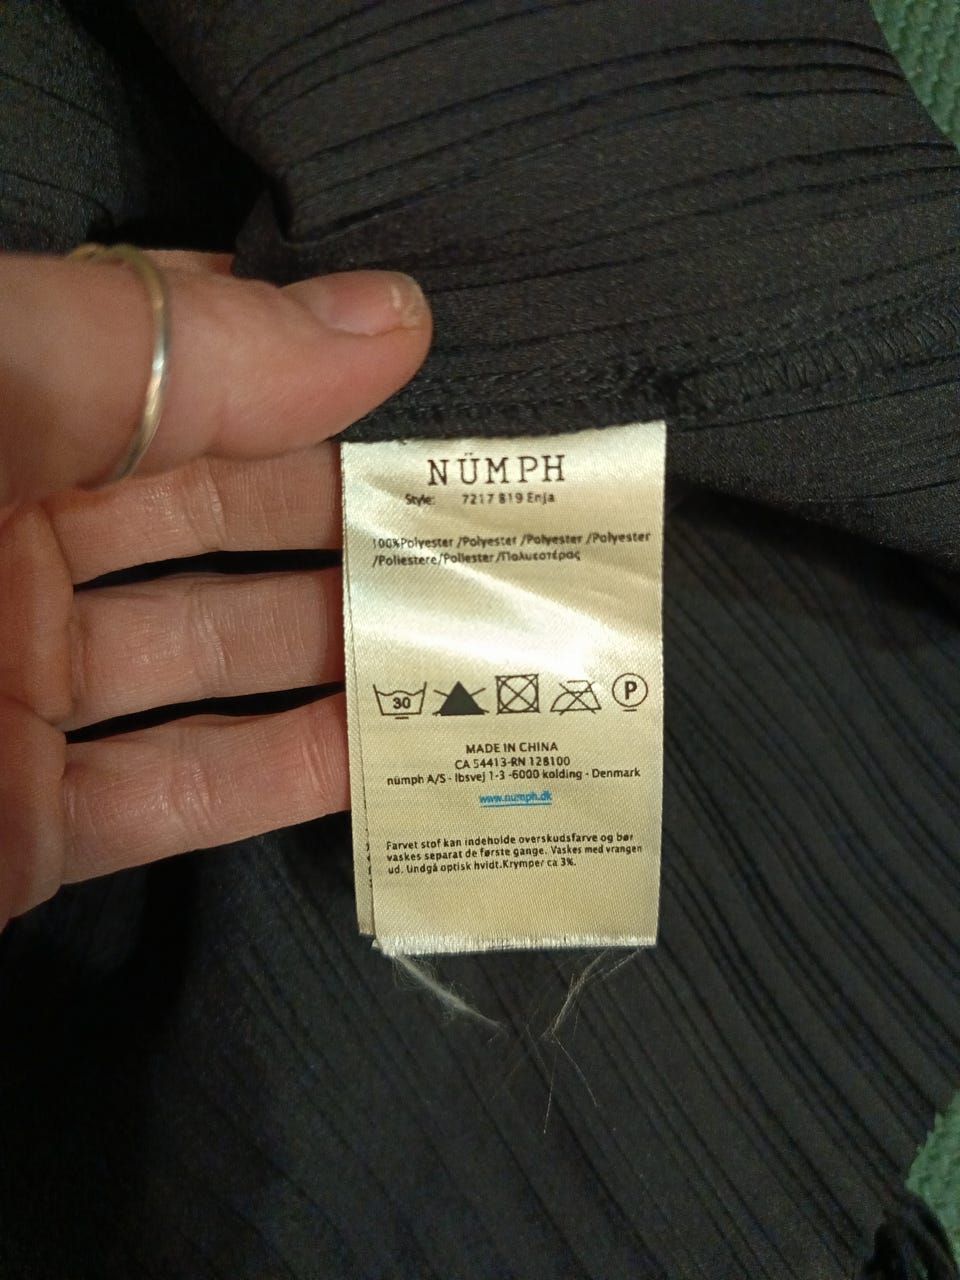 NÜMPH
Style: 7217 819 Enja
100%Polyester /Polyester /Polyester /Polyester
/Poliestere/Poliester /Πολυεστέρας
30
P
MADE IN CHINA
CA 54413-RN 128100
nümph A/S - Ibsvej 1-3 -6000 kolding - Denmark
www.numph.dk
Farvet stof kan indeholde overskudsfarve og bør
vaskes separat de første gange. Vaskes med vrangen
ud. Undgå optisk hvidt.Krymper ca 3%.